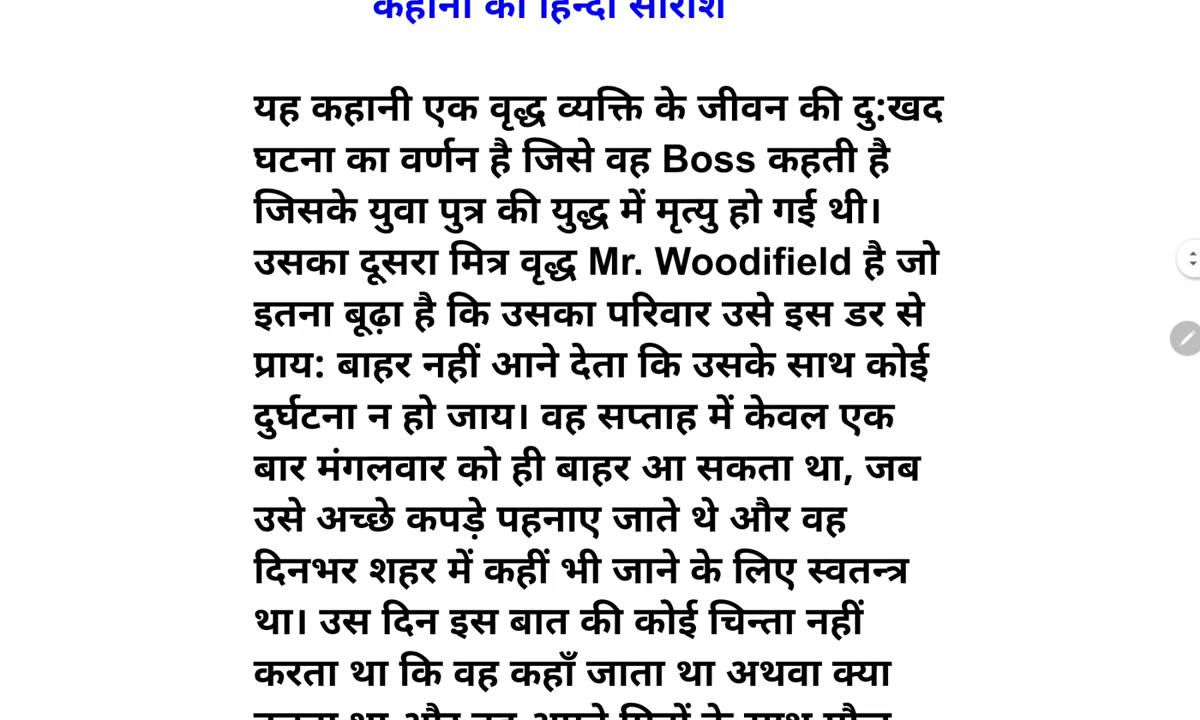 कहानी का हिन्दी सारांश
यह कहानी एक वृद्ध व्यक्ति के जीवन की दु:खद
घटना का वर्णन है जिसे वह Boss कहती है
जिसके युवा पुत्र की युद्ध में मृत्यु हो गई थी।
उसका दूसरा मित्र वृद्ध Mr. Woodifield है जो
इतना बूढ़ा है कि उसका परिवार उसे इस डर से
प्राय: बाहर नहीं आने देता कि उसके साथ कोई
दुर्घटना न हो जाय। वह सप्ताह में केवल एक
बार मंगलवार को ही बाहर आ सकता था, जब
उसे अच्छे कपड़े पहनाए जाते थे और वह
दिनभर शहर में कहीं भी जाने के लिए स्वतन्त्र
था। उस दिन इस बात की कोई चिन्ता नहीं
करता था कि वह कहाँ जाता था अथवा क्या